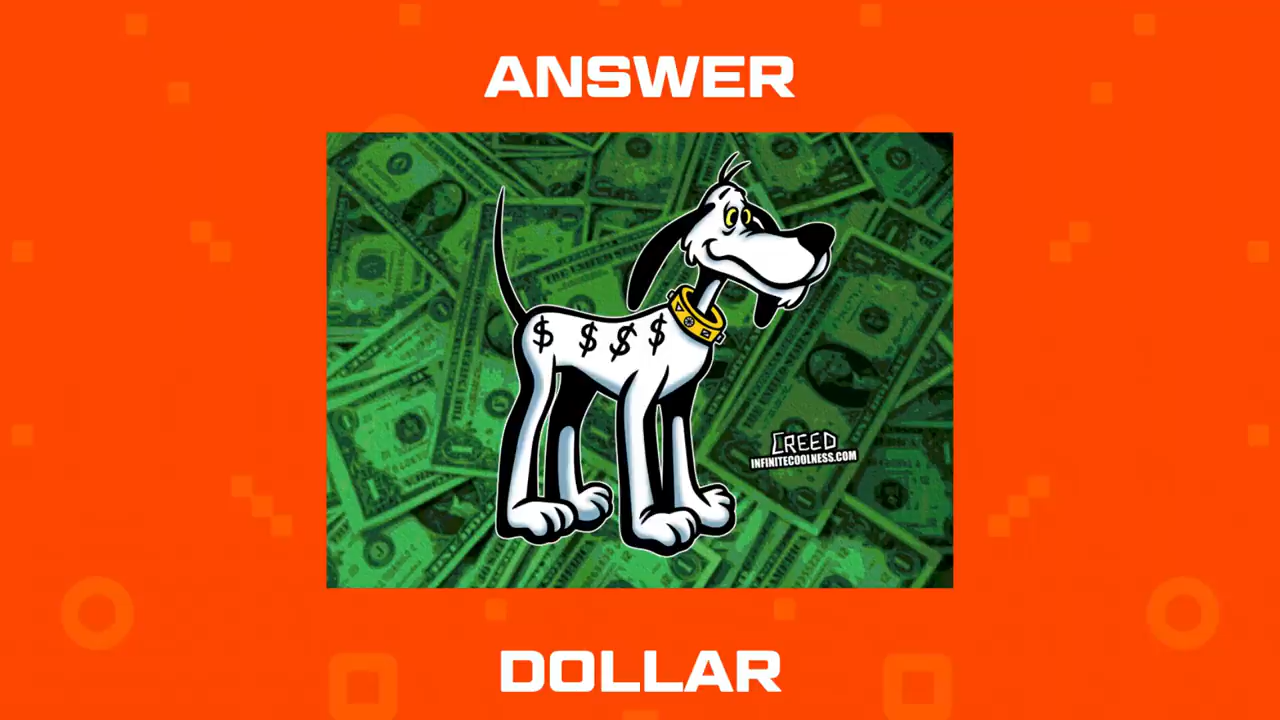 ANSWER
$ $ $ $
CREED
INFINITECOOLNESS.COM
DOLLAR